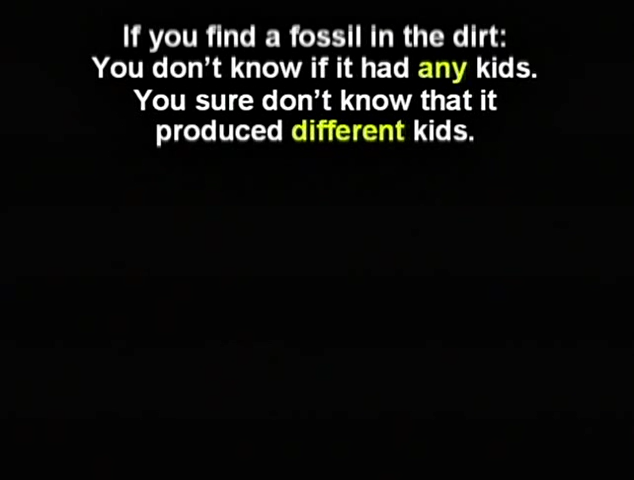 If you find a fossil in the dirt:
You don't know if it had any kids.
You sure don't know that it
produced different kids.